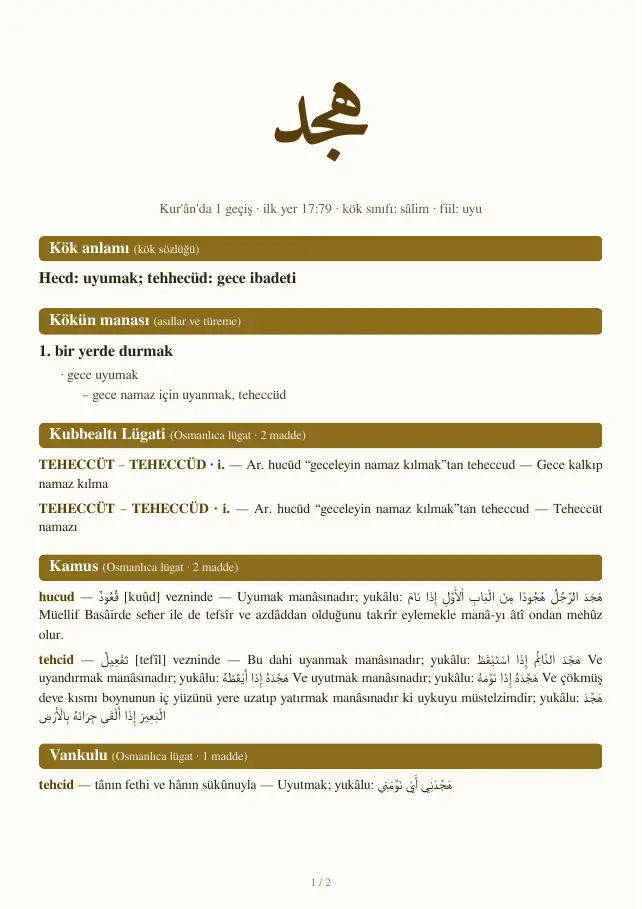 هجد
Kur'ân'da 1 geçiş · ilk yer 17:79 · kök sınıfı: sâlim · fiil: uyu
Kök anlamı (kök sözlüğü)
Hecd: uyumak; tehhecüd: gece ibadeti
Kökün manası (asıllar ve türeme)
1. bir yerde durmak
· gece uyumak
– gece namaz için uyanmak, teheccüd
Kubbealtı Lügati (Osmanlıca lügat · 2 madde)
TEHECCÜT – TEHECCÜD · i. — Ar. hucūd “geceleyin namaz kılmak”tan teheccud — Gece kalkıp
namaz kılma
TEHECCÜT – TEHECCÜD · i. — Ar. hucūd “geceleyin namaz kılmak”tan teheccud — Teheccüt
namazı
Kamus (Osmanlıca lügat · 2 madde)
hucud — قُعُودٌ [kuûd] vezninde — Uyumak manâsınadır; yukâlu: هَجَدَ الرَّجُلُ هُجُودًا مِنَ الْبَابِ الْأَوَّلِ إِذَا نَامَ
Müellif Basâirde seher ile de tefsîr ve azdâddan olduğunu takrîr eylemekle manâ-yı âtî ondan mehûz
olur.
tehcid — تَفْعِيلٌ [tefîl] vezninde — Bu dahi uyanmak manâsınadır; yukâlu: هَجَّدَ النَّائِمُ إِذَا اسْتَيْقَظَ Ve
uyandırmak manâsınadır; yukâlu: هَجَّدَهُ إِذَا أَيْقَظَهُ Ve uyutmak manâsınadır; yukâlu: هَجَّدَهُ إِذَا نَوَّمَهُ Ve çökmüş
deve kısmı boynunun iç yüzünü yere uzatıp yatırmak manâsınadır ki uykuyu müstelzimdir; yukâlu: هَجَّدَ
الْبَعِيرَ إِذَا أَلْقَى جِرَانَهُ بِالْأَرْضِ
Vankulu (Osmanlıca lügat · 1 madde)
tehcid — tânın fethi ve hânın sükûnuyla — Uyutmak; yukâlu: هَجَّدَنِي أَيْ نَوَّمَنِي
1 / 2